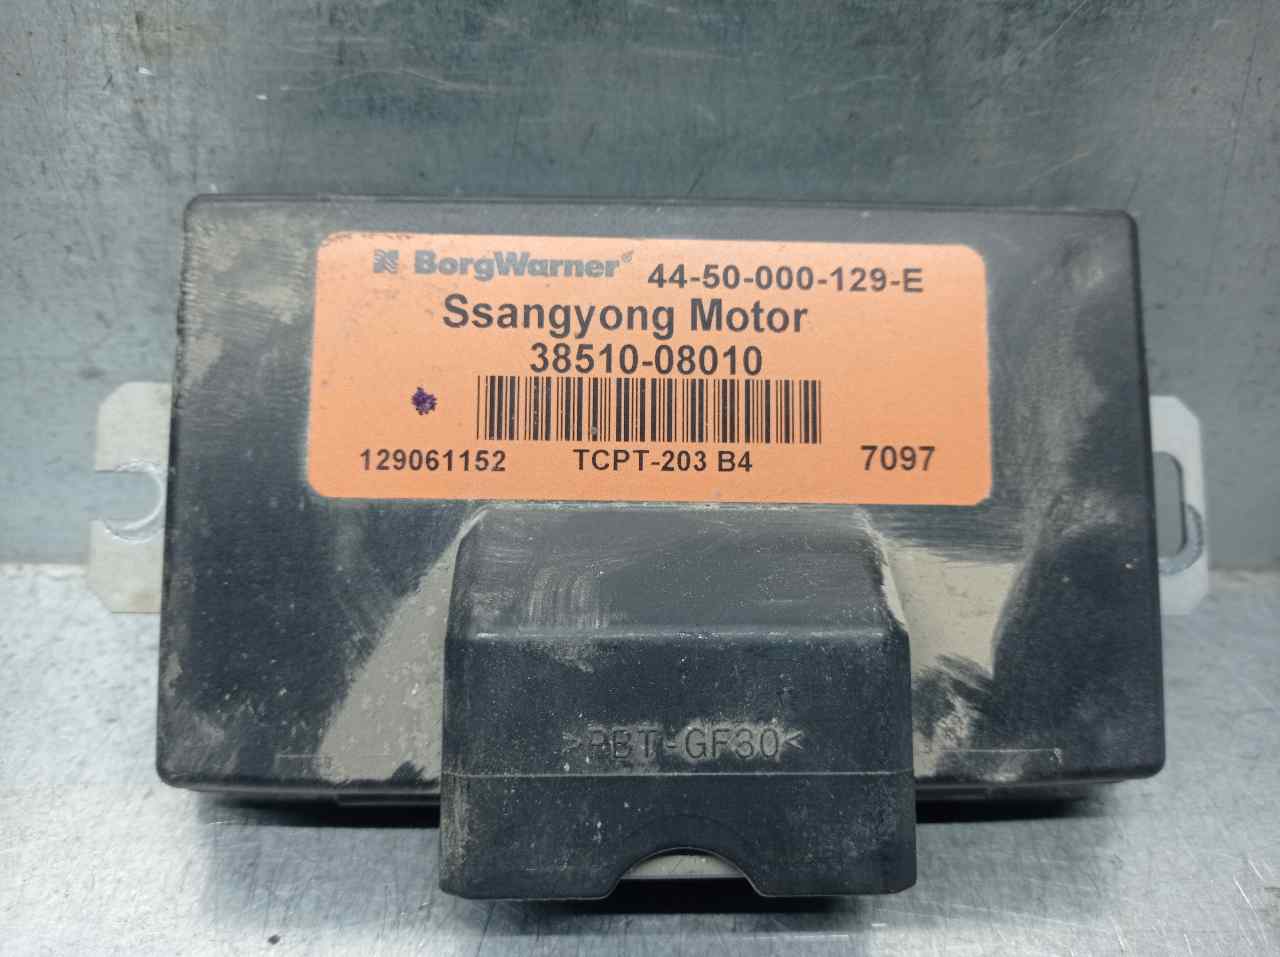 BorgWarner® 44-50-000-129-E
Ssangyong Motor
38510-08010
129061152 TCPT-203 B4 7097
>PBT-GF30<